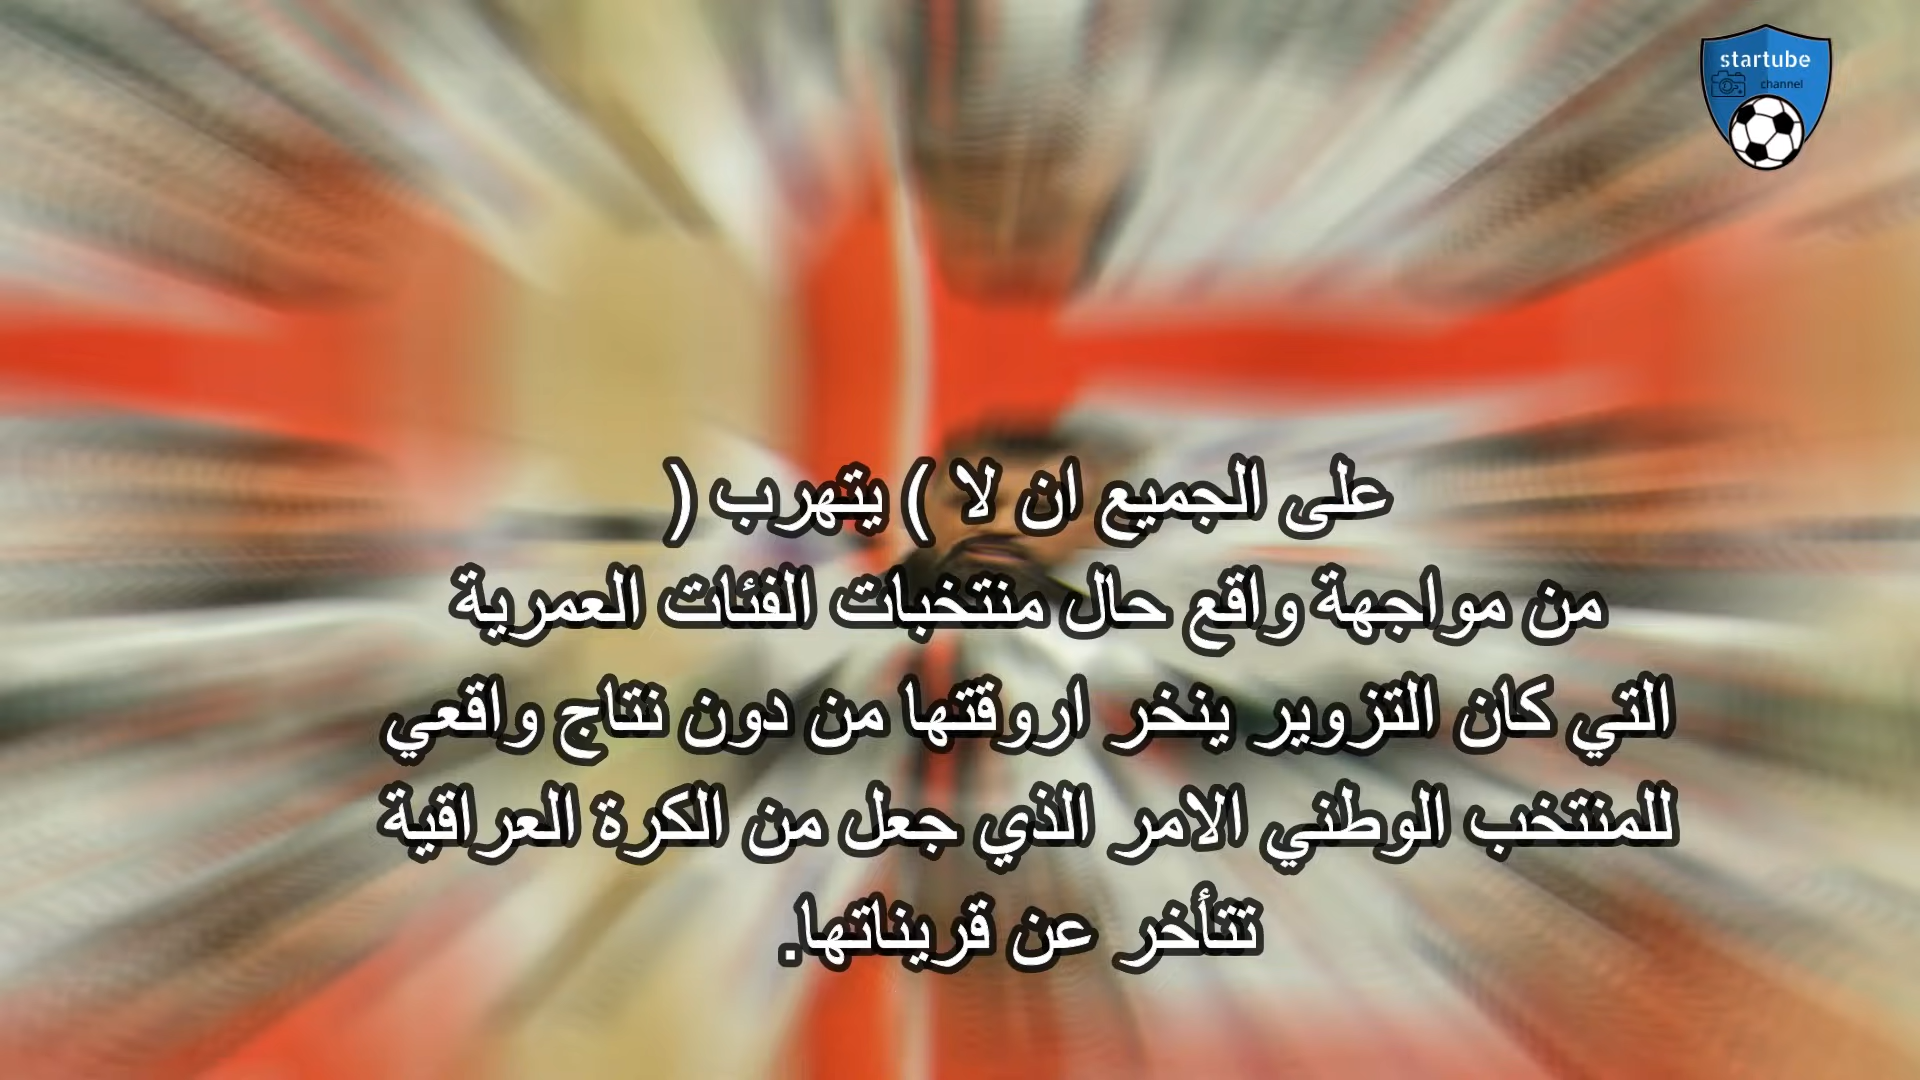 startube
channel
على الجميع ان لا ) يتهرب (
من مواجهة واقع حال منتخبات الفئات العمرية
التي كان التزوير ينخر اروقتها من دون نتاج واقعي
للمنتخب الوطني الامر الذي جعل من الكرة العراقية
تتأخر عن قريناتها.